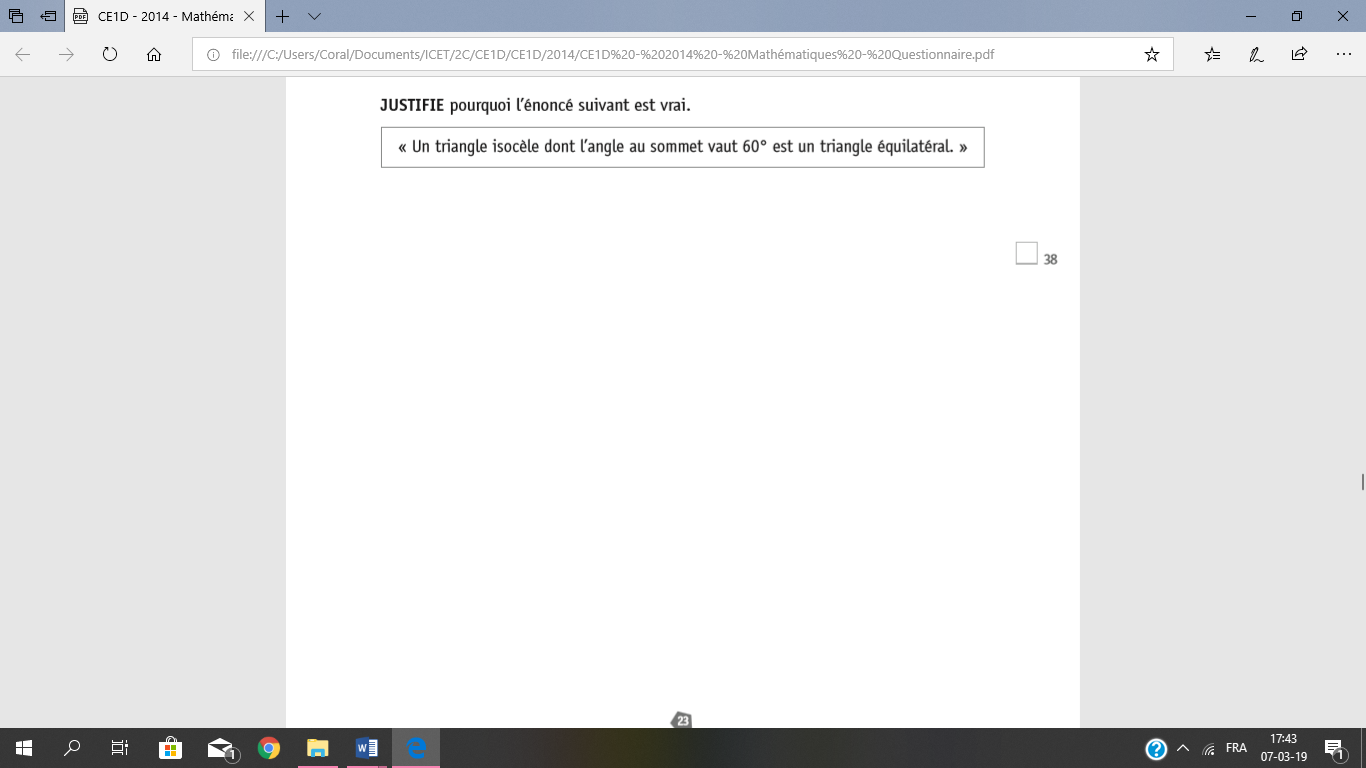 CE1D - 2014 - Mathéma
file:///C:/Users/Coral/Documents/ICET/2C/CE1D/CE1D/2014/CE1D%20-%202014%20-%20Mathématiques%20-%20Questionnaire.pdf
JUSTIFIE pourquoi l'énoncé suivant est vrai.
« Un triangle isocèle dont l'angle au sommet vaut 60° est un triangle équilatéral. »
38
23
17:43
FRA
07-03-19